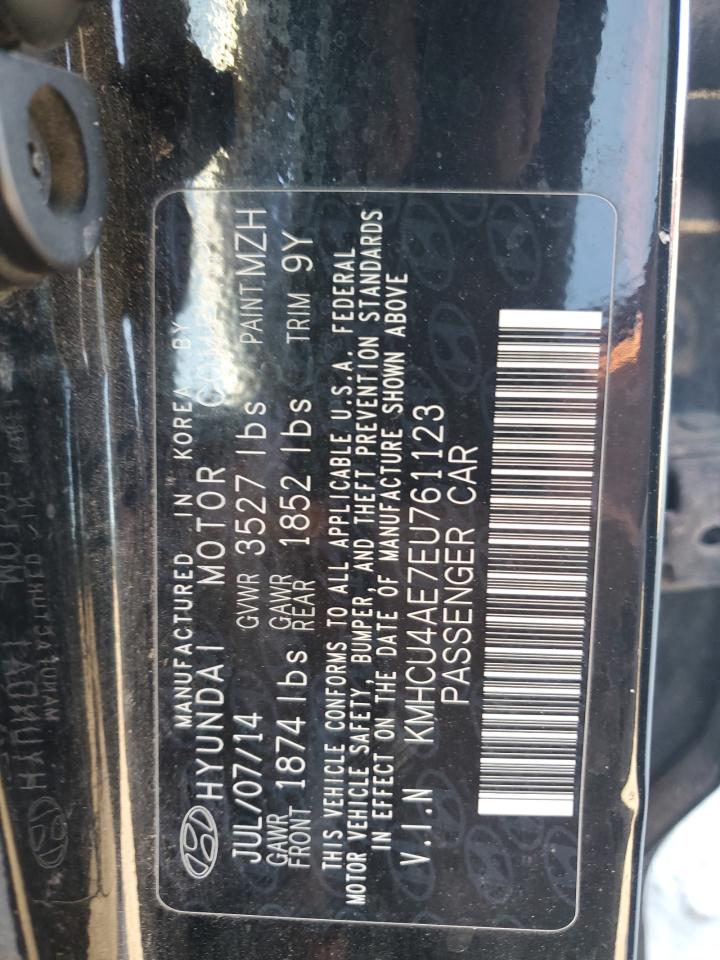 MANUFACTURED IN KOREA BY
HYUNDAI MOTOR
JUL/07/14 GVWR 3527 lbs PAINT MZH
GAWR FRONT 1874 lbs GAWR REAR 1852 lbs TRIM 9Y
THIS VEHICLE CONFORMS TO ALL APPLICABLE U.S.A. FEDERAL
MOTOR VEHICLE SAFETY, BUMPER, AND THEFT PREVENTION STANDARDS
IN EFFECT ON THE DATE OF MANUFACTURE SHOWN ABOVE
V.I.N KMHCU4AE7EU761123
PASSENGER CAR